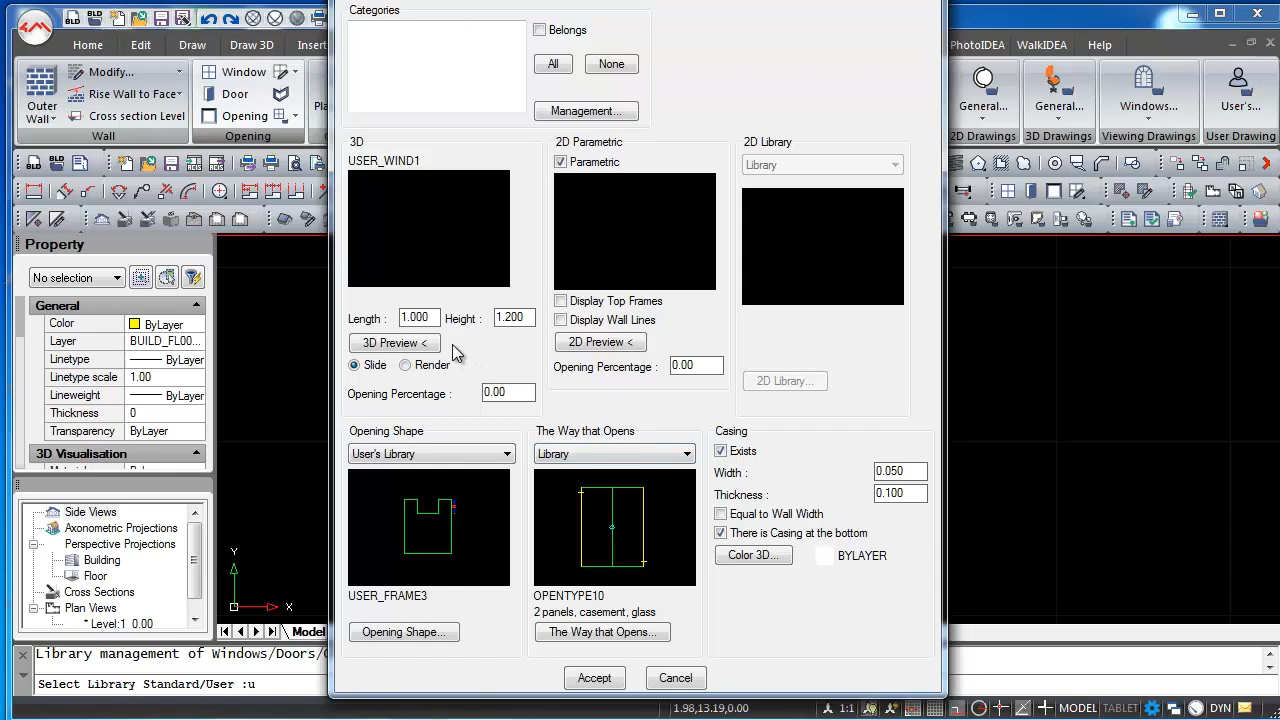 BLD
BLD
Home
Edit
Draw
Draw 3D
Insert
PhotoIDEA
WalkIDEA
Help
Modify...
Rise Wall to Face
Cross section Level
Outer
Wall
Wall
Window
Door
Opening
Opening
General...
2D Drawings
General...
3D Drawings
Windows...
Viewing Drawings
User's...
User Drawing
BLD
BLD
Property
No selection
General
Color
ByLayer
Layer
BUILD_FL00...
Linetype
ByLayer
Linetype scale
1.00
Lineweight
ByLayer
Thickness
0
Transparency
ByLayer
3D Visualisation
Side Views
Axonometric Projections
Perspective Projections
Building
Floor
Cross Sections
Plan Views
Level:1 0.00
Y
X
Model
Categories
Belongs
All
None
Management...
3D
USER_WIND1
Length :
1.000
Height :
1.200
3D Preview <
Slide
Render
Opening Percentage :
0.00
2D Parametric
Parametric
Display Top Frames
Display Wall Lines
2D Preview <
Opening Percentage :
0.00
2D Library
Library
2D Library...
Opening Shape
User's Library
USER_FRAME3
Opening Shape...
The Way that Opens
Library
OPENTYPE10
2 panels, casement, glass
The Way that Opens...
Casing
Exists
Width :
0.050
Thickness :
0.100
Equal to Wall Width
There is Casing at the bottom
Color 3D...
BYLAYER
Accept
Cancel
Library management of Windows/Doors/
Select Library Standard/User :u
1.98,13.19,0.00
1:1
MODEL
TABLET
DYN